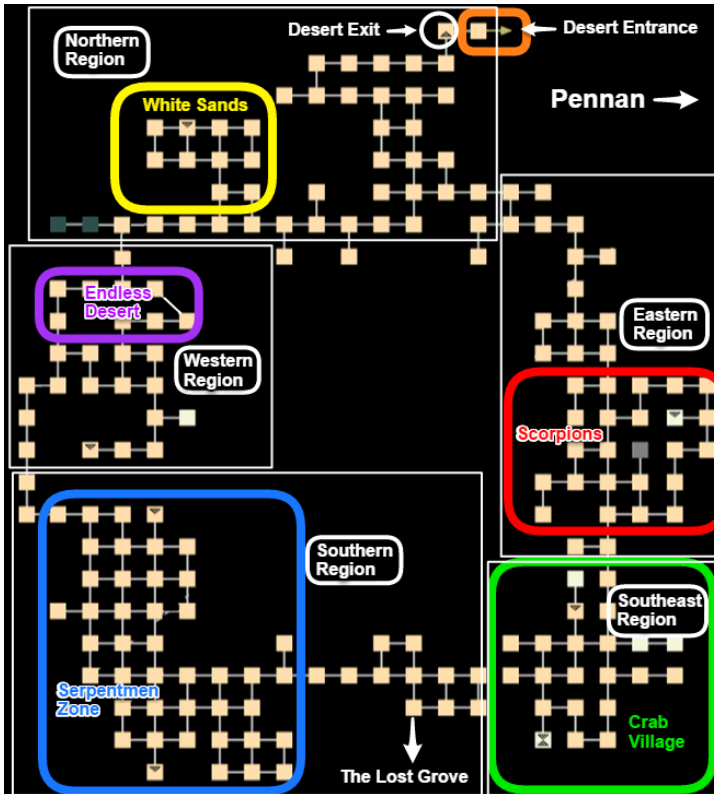 Desert Exit
Desert Entrance
Northern
Region
White Sands
Pennan
Endless
Desert
Eastern
Region
Western
Region
Scorpions
Southern
Region
Southeast
Region
Serpentmen
Zone
Crab
Village
The Lost Grove